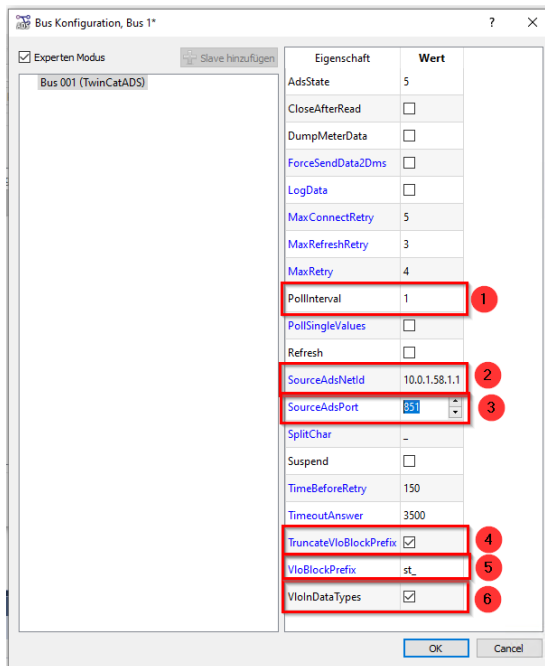 Bus Konfiguration, Bus 1*
? ×
Experten Modus
Slave hinzufügen
Bus 001 (TwinCatADS)
Eigenschaft Wert
AdsState 5
CloseAfterRead
DumpMeterData
ForceSendData2Dms
LogData
MaxConnectRetry 5
MaxRefreshRetry 3
MaxRetry 4
PollInterval 1 1
PollSingleValues
Refresh
SourceAdsNetId 10.0.1.58.1.1 2
SourceAdsPort 851 3
SplitChar _
Suspend
TimeBeforeRetry 150
TimeoutAnswer 3500
TruncateVloBlockPrefix 4
VloBlockPrefix st_ 5
VloInDataTypes 6
OK Cancel